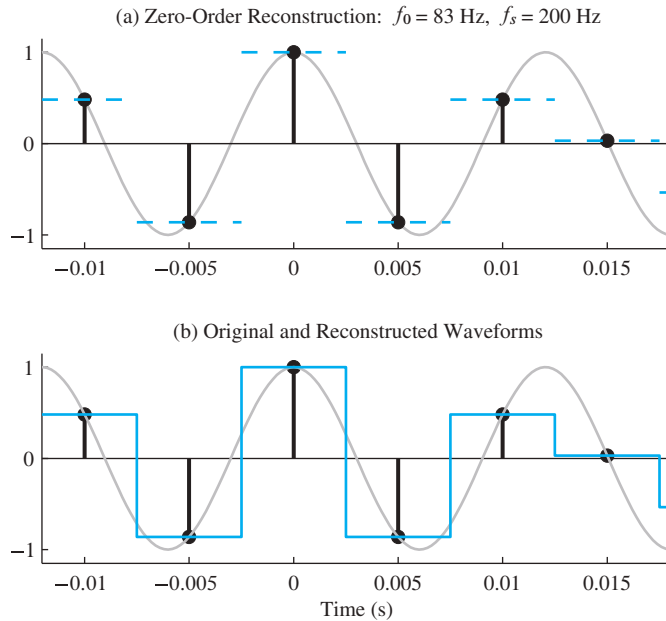 (a) Zero-Order Reconstruction: f0 = 83 Hz, fs = 200 Hz
1
0
−1
−0.01 −0.005 0 0.005 0.01 0.015
(b) Original and Reconstructed Waveforms
1
0
−1
−0.01 −0.005 0 0.005 0.01 0.015
Time (s)